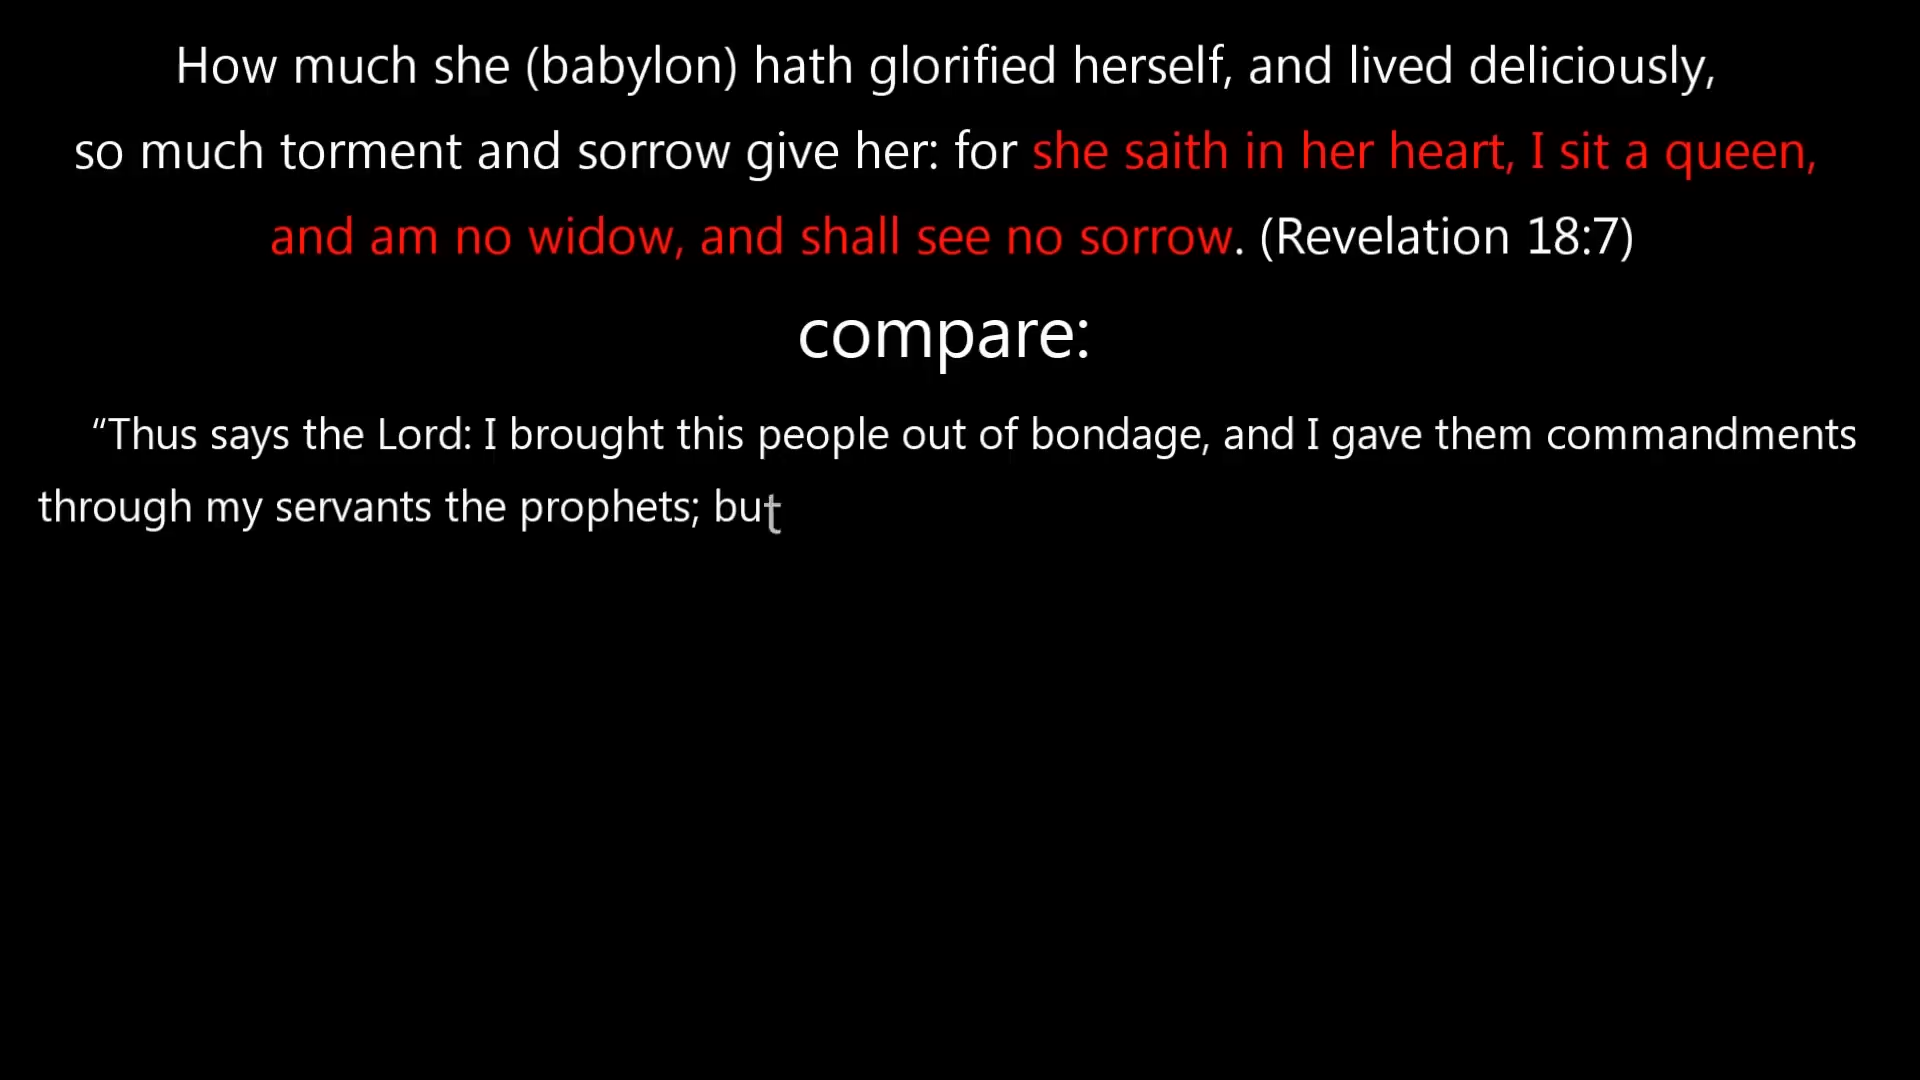 How much she (babylon) hath glorified herself, and lived deliciously,
so much torment and sorrow give her: for she saith in her heart, I sit a queen,
and am no widow, and shall see no sorrow. (Revelation 18:7)
compare:
“Thus says the Lord: I brought this people out of bondage, and I gave them commandments
through my servants the prophets; but